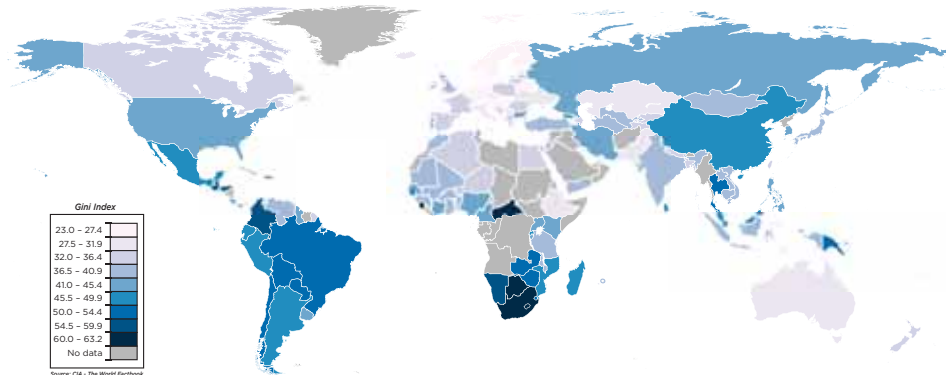 Gini Index
23.0 – 27.4
27.5 – 31.9
32.0 – 36.4
36.5 – 40.9
41.0 – 45.4
45.5 – 49.9
50.0 – 54.4
54.5 – 59.9
60.0 – 63.2
No data
Source: CIA - The World Factbook